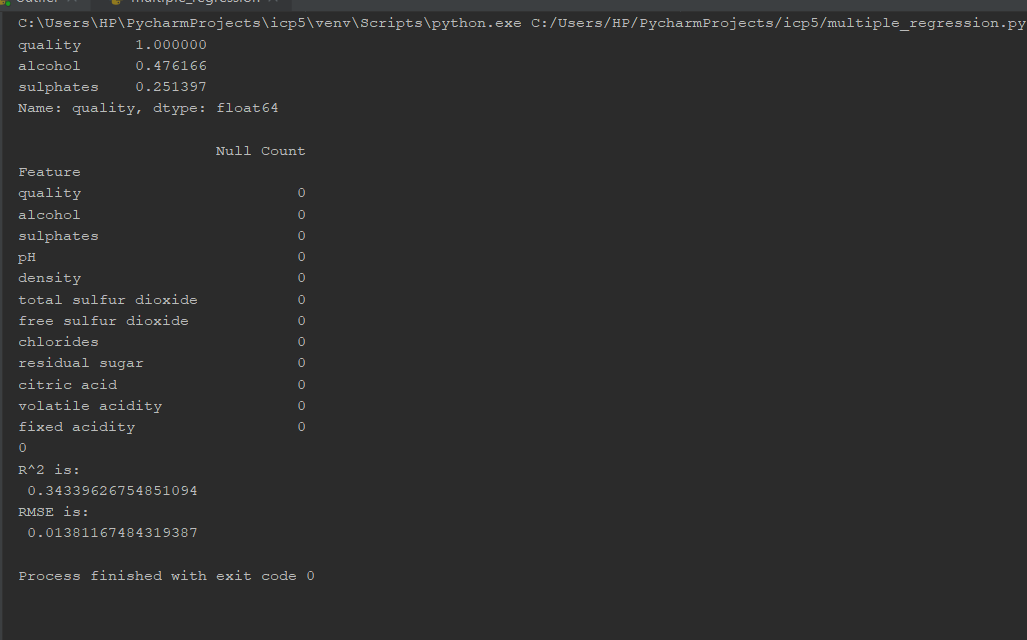 multiple_regression
C:\Users\HP\PycharmProjects\icp5\venv\Scripts\python.exe C:/Users/HP/PycharmProjects/icp5/multiple_regression.py
quality 1.000000
alcohol 0.476166
sulphates 0.251397
Name: quality, dtype: float64
Null Count
Feature
quality 0
alcohol 0
sulphates 0
pH 0
density 0
total sulfur dioxide 0
free sulfur dioxide 0
chlorides 0
residual sugar 0
citric acid 0
volatile acidity 0
fixed acidity 0
0
R^2 is:
0.34339626754851094
RMSE is:
0.01381167484319387
Process finished with exit code 0